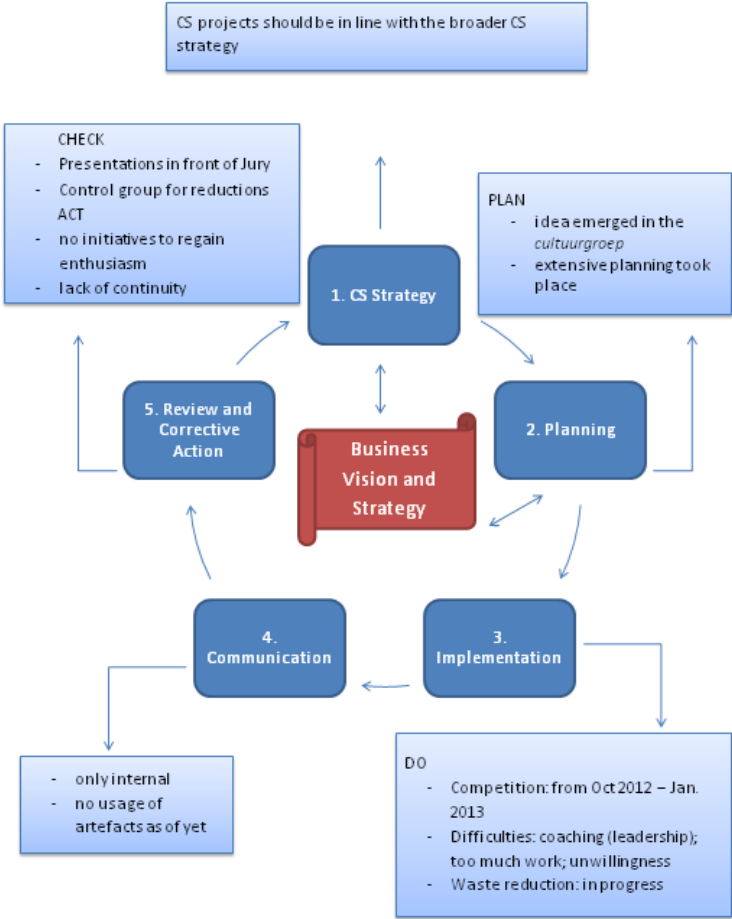 CS projects should be in line with the broader CS
strategy
CHECK
- Presentations in front of Jury
- Control group for reductions
ACT
- no initiatives to regain
enthusiasm
- lack of continuity
PLAN
- idea emerged in the
cultuurgroep
- extensive planning took
place
1. CS Strategy
5. Review and
Corrective
Action
2. Planning
Business
Vision and
Strategy
4.
Communication
3.
Implementation
- only internal
- no usage of
artefacts as of yet
DO
- Competition: from Oct 2012 – Jan.
2013
- Difficulties: coaching (leadership);
too much work; unwillingness
- Waste reduction: in progress